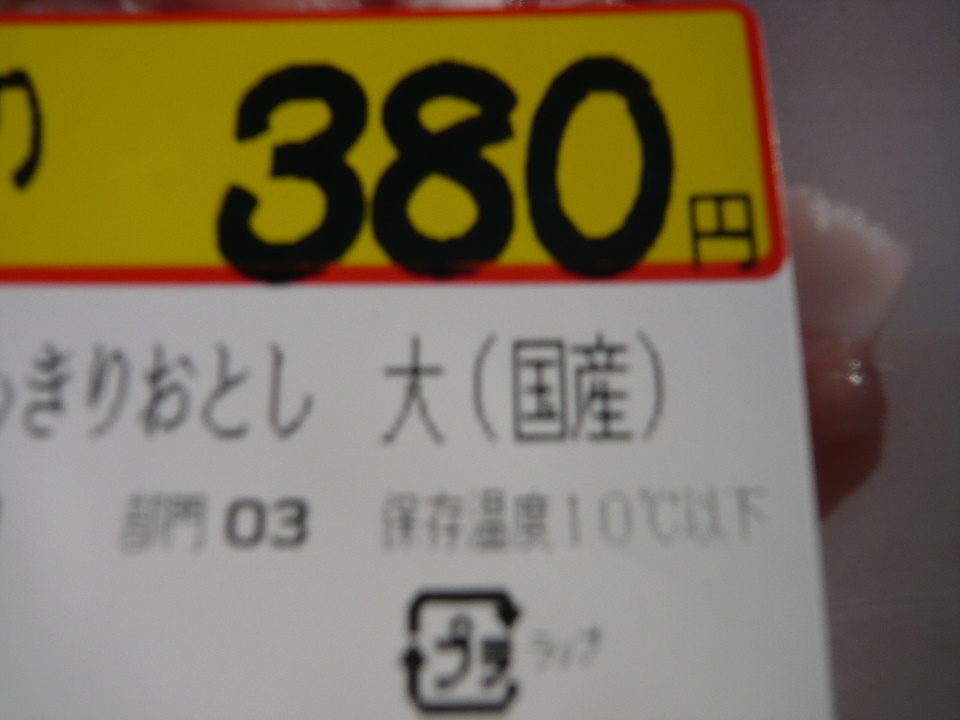 380円
きりおとし 大(国産)
部門 03 保存温度10℃以下
プラ ラップ